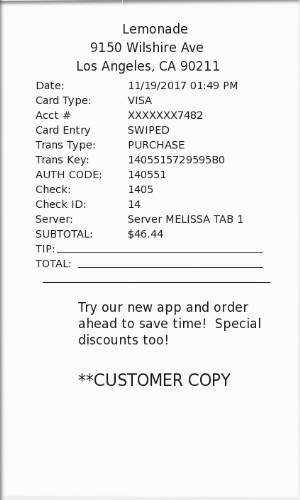 Lemonade
9150 Wilshire Ave
Los Angeles, CA 90211
Date: 11/19/2017 01:49 PM
Card Type: VISA
Acct # XXXXXXX7482
Card Entry SWIPED
Trans Type: PURCHASE
Trans Key: 1405515729595B0
AUTH CODE: 140551
Check: 1405
Check ID: 14
Server: Server MELISSA TAB 1
SUBTOTAL: $46.44
TIP:
TOTAL:
Try our new app and order
ahead to save time! Special
discounts too!
**CUSTOMER COPY